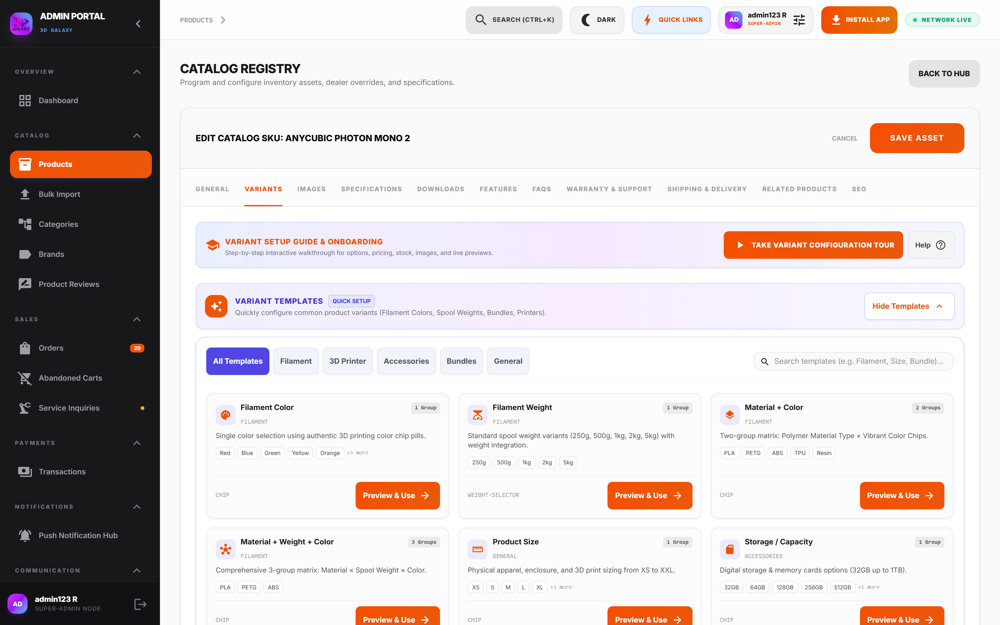 3D GALAXY
ADMIN PORTAL
3D GALAXY
OVERVIEW
Dashboard
CATALOG
Products
Bulk Import
Categories
Brands
Product Reviews
SALES
Orders 20
Abandoned Carts
Service Inquiries
PAYMENTS
Transactions
NOTIFICATIONS
Push Notification Hub
COMMUNICATION
AD admin123 R
SUPER-ADMIN NODE
PRODUCTS
SEARCH (CTRL+K)
DARK
QUICK LINKS
AD admin123 R
SUPER-ADMIN
INSTALL APP
NETWORK LIVE
CATALOG REGISTRY
Program and configure inventory assets, dealer overrides, and specifications.
BACK TO HUB
EDIT CATALOG SKU: ANYCUBIC PHOTON MONO 2
CANCEL
SAVE ASSET
GENERAL VARIANTS IMAGES SPECIFICATIONS DOWNLOADS FEATURES FAQS WARRANTY & SUPPORT SHIPPING & DELIVERY RELATED PRODUCTS SEO
VARIANT SETUP GUIDE & ONBOARDING
Step-by-step interactive walkthrough for options, pricing, stock, images, and live previews.
TAKE VARIANT CONFIGURATION TOUR
Help
VARIANT TEMPLATES QUICK SETUP
Quickly configure common product variants (Filament Colors, Spool Weights, Bundles, Printers).
Hide Templates
All Templates Filament 3D Printer Accessories Bundles General
Search templates (e.g. Filament, Size, Bundle)...
Filament Color 1 Group
FILAMENT
Single color selection using authentic 3D printing color chip pills.
Red Blue Green Yellow Orange +3 more
CHIP Preview & Use
Filament Weight 1 Group
FILAMENT
Standard spool weight variants (250g, 500g, 1kg, 2kg, 5kg) with
weight integration.
250g 500g 1kg 2kg 5kg
WEIGHT-SELECTOR Preview & Use
Material + Color 2 Groups
FILAMENT
Two-group matrix: Polymer Material Type × Vibrant Color Chips.
PLA PETG ABS TPU Resin
CHIP Preview & Use
Material + Weight + Color 3 Groups
FILAMENT
Comprehensive 3-group matrix: Material × Spool Weight × Color.
PLA PETG ABS
CHIP Preview & Use
Product Size 1 Group
GENERAL
Physical apparel, enclosure, and 3D print sizing from XS to XXL.
XS S M L XL +1 more
CHIP Preview & Use
Storage / Capacity 1 Group
ACCESSORIES
Digital storage & memory cards options (32GB up to 1TB).
32GB 64GB 128GB 256GB 512GB +1 more
CHIP Preview & Use